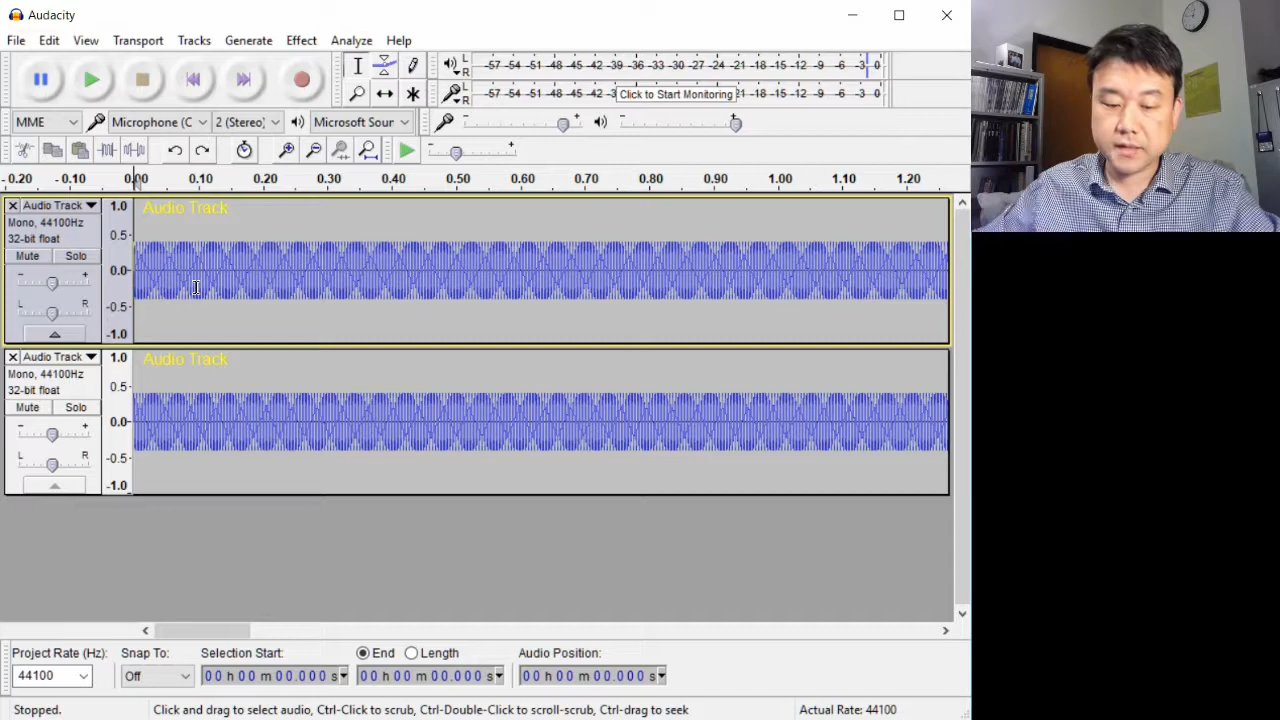 Audacity
File Edit View Transport Tracks Generate Effect Analyze Help
L R -57 -54 -51 -48 -45 -42 -39 -36 -33 -30 -27 -24 -21 -18 -15 -12 -9 -6 -3 0
L R -57 -54 -51 -48 -45 -42 -39 Click to Start Monitoring -21 -18 -15 -12 -9 -6 -3 0
MME Microphone (C 2 (Stereo) Microsoft Soun
-0.20 -0.10 0.00 0.10 0.20 0.30 0.40 0.50 0.60 0.70 0.80 0.90 1.00 1.10 1.20
Audio Track 1.0 Audio Track
Mono, 44100Hz
32-bit float 0.5
Mute Solo
- + 0.0
L R -0.5
-1.0
Audio Track 1.0 Audio Track
Mono, 44100Hz 0.5
32-bit float
Mute Solo 0.0
- +
L R -0.5
-1.0
Project Rate (Hz): Snap To: Selection Start: End Length Audio Position:
44100 Off 00 h 00 m 00.000 s 00 h 00 m 00.000 s 00 h 00 m 00.000 s
Stopped. Click and drag to select audio, Ctrl-Click to scrub, Ctrl-Double-Click to scroll-scrub, Ctrl-drag to seek Actual Rate: 44100